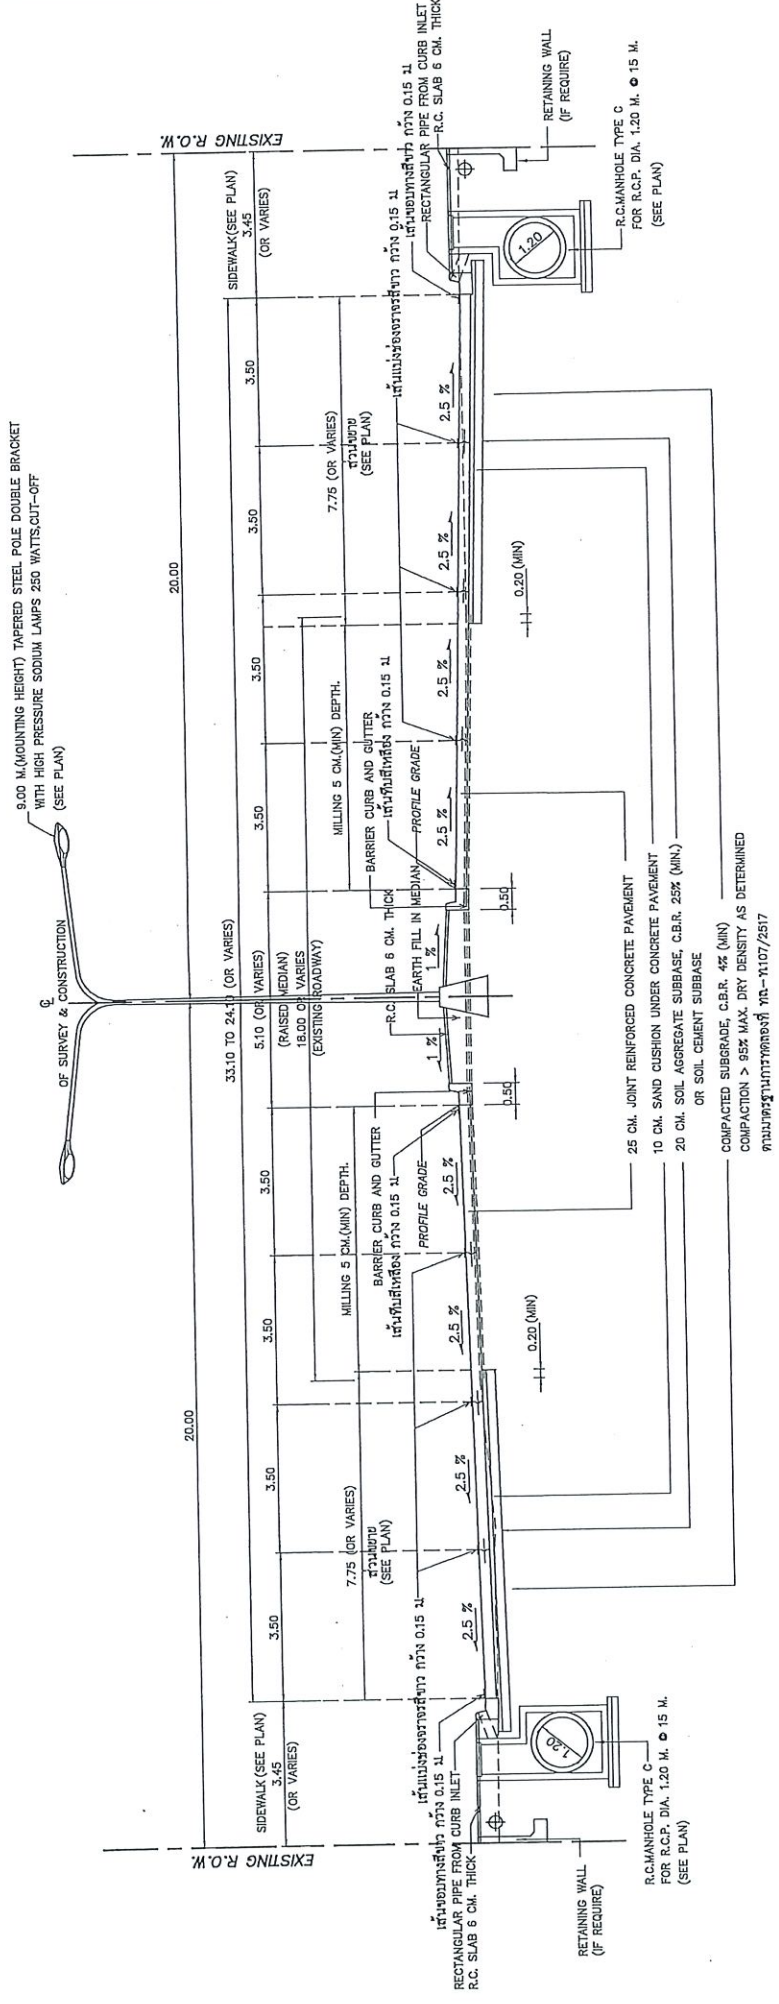 9.00 M.(MOUNTING HEIGHT) TAPERED STEEL POLE DOUBLE BRACKET
WITH HIGH PRESSURE SODIUM LAMPS 250 WATTS,CUT-OFF
(SEE PLAN)
℄
OF SURVEY & CONSTRUCTION
EXISTING R.O.W.
20.00
20.00
EXISTING R.O.W.
33.10 TO 24.10 (OR VARIES)
SIDEWALK(SEE PLAN)
3.45
(OR VARIES)
3.50
3.50
3.50
3.50
5.10 (OR VARIES)
(RAISED MEDIAN)
18.00 OR VARIES
(EXISTING ROADWAY)
3.50
3.50
3.50
3.50
SIDEWALK(SEE PLAN)
3.45
(OR VARIES)
7.75 (OR VARIES)
ส่วนขยาย
(SEE PLAN)
MILLING 5 CM.(MIN) DEPTH.
MILLING 5 CM.(MIN) DEPTH.
7.75 (OR VARIES)
ส่วนขยาย
(SEE PLAN)
เส้นขอบทางสีขาว กว้าง 0.15 ม
RECTANGULAR PIPE FROM CURB INLET
R.C. SLAB 6 CM. THICK
เส้นแบ่งช่องจราจรสีขาว กว้าง 0.15 ม
BARRIER CURB AND GUTTER
เส้นทึบสีเหลือง กว้าง 0.15 ม
PROFILE GRADE
R.C. SLAB 6 CM. THICK
EARTH FILL IN MEDIAN
BARRIER CURB AND GUTTER
เส้นทึบสีเหลือง กว้าง 0.15 ม
PROFILE GRADE
เส้นแบ่งช่องจราจรสีขาว กว้าง 0.15 ม
เส้นขอบทางสีขาว กว้าง 0.15 ม
RECTANGULAR PIPE FROM CURB INLET
R.C. SLAB 6 CM. THICK
2.5 %
2.5 %
2.5 %
2.5 %
1 %
1 %
2.5 %
2.5 %
2.5 %
2.5 %
0.50
0.50
0.20 (MIN)
0.20 (MIN)
1.20
1.20
RETAINING WALL
(IF REQUIRE)
R.C.MANHOLE TYPE C
FOR R.C.P. DIA. 1.20 M. @ 15 M.
(SEE PLAN)
RETAINING WALL
(IF REQUIRE)
R.C.MANHOLE TYPE C
FOR R.C.P. DIA. 1.20 M. @ 15 M.
(SEE PLAN)
25 CM. JOINT REINFORCED CONCRETE PAVEMENT
10 CM. SAND CUSHION UNDER CONCRETE PAVEMENT
20 CM. SOIL AGGREGATE SUBBASE, C.B.R. 25% (MIN.)
OR SOIL CEMENT SUBBASE
COMPACTED SUBGRADE, C.B.R. 4% (MIN)
COMPACTION > 95% MAX. DRY DENSITY AS DETERMINED
ตามมาตรฐานการทดลองที่ ทล-ท107/2517